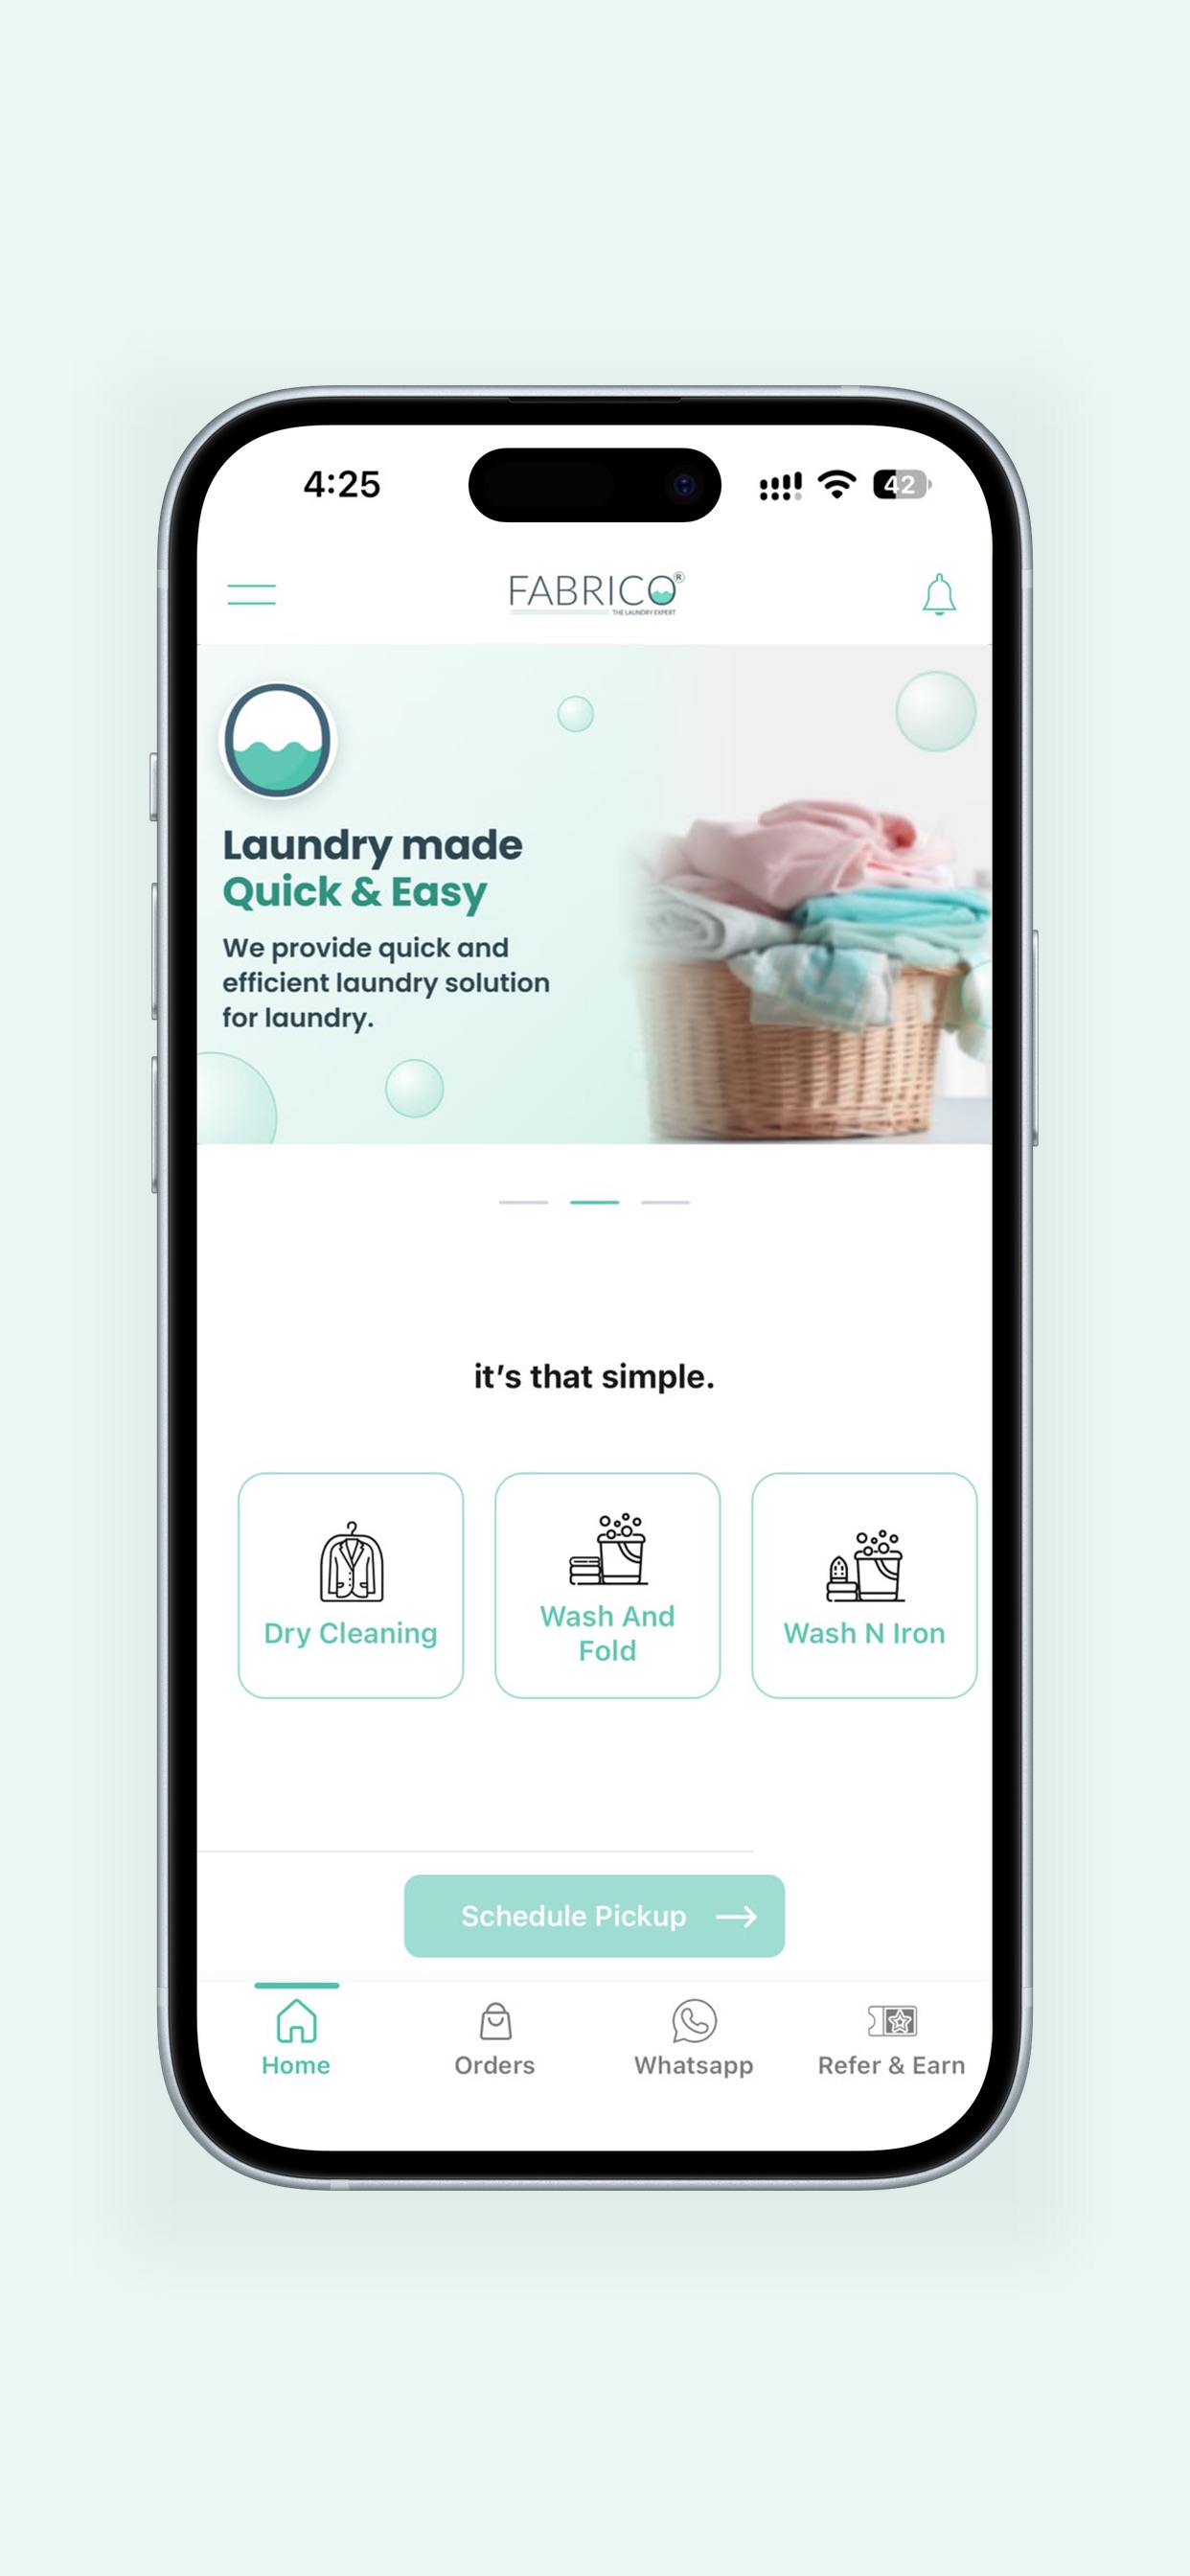 4:25
42
FABRICO®
THE LAUNDRY EXPERT
Laundry made
Quick & Easy
We provide quick and
efficient laundry solution
for laundry.
it’s that simple.
Dry Cleaning
Wash And
Fold
Wash N Iron
Schedule Pickup
Home
Orders
Whatsapp
Refer & Earn